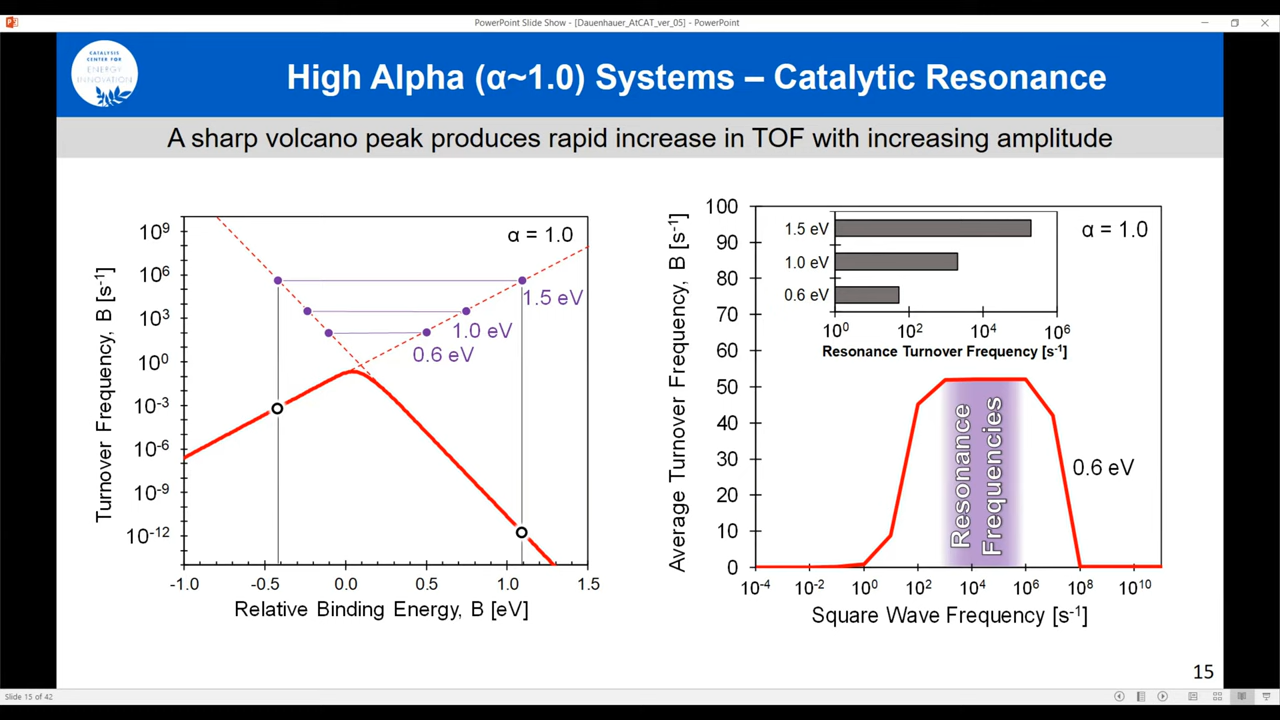 PowerPoint Slide Show - [Dauenhauer_AtCAT_ver_05] - PowerPoint
CATALYSIS
CENTER FOR
ENERGY
INNOVATION
High Alpha (α~1.0) Systems – Catalytic Resonance
A sharp volcano peak produces rapid increase in TOF with increasing amplitude
Turnover Frequency, B [s⁻¹]
10⁹
10⁶
10³
10⁰
10⁻³
10⁻⁶
10⁻⁹
10⁻¹²
α = 1.0
1.5 eV
1.0 eV
0.6 eV
-1.0 -0.5 0.0 0.5 1.0 1.5
Relative Binding Energy, B [eV]
Average Turnover Frequency, B [s⁻¹]
100
90
80
70
60
50
40
30
20
10
0
1.5 eV
1.0 eV
0.6 eV
10⁰ 10² 10⁴ 10⁶
Resonance Turnover Frequency [s⁻¹]
α = 1.0
Resonance
Frequencies
0.6 eV
10⁻⁴ 10⁻² 10⁰ 10² 10⁴ 10⁶ 10⁸ 10¹⁰
Square Wave Frequency [s⁻¹]
15
Slide 15 of 42